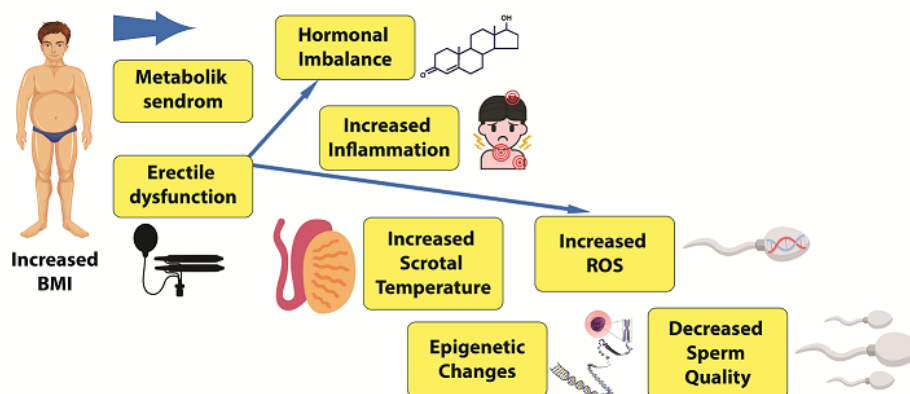 Hormonal
Imbalance
OH
O
Metabolik
sendrom
Increased
Inflammation
Erectile
dysfunction
Increased
BMI
Increased
Scrotal
Temperature
Increased
ROS
Epigenetic
Changes
Decreased
Sperm
Quality